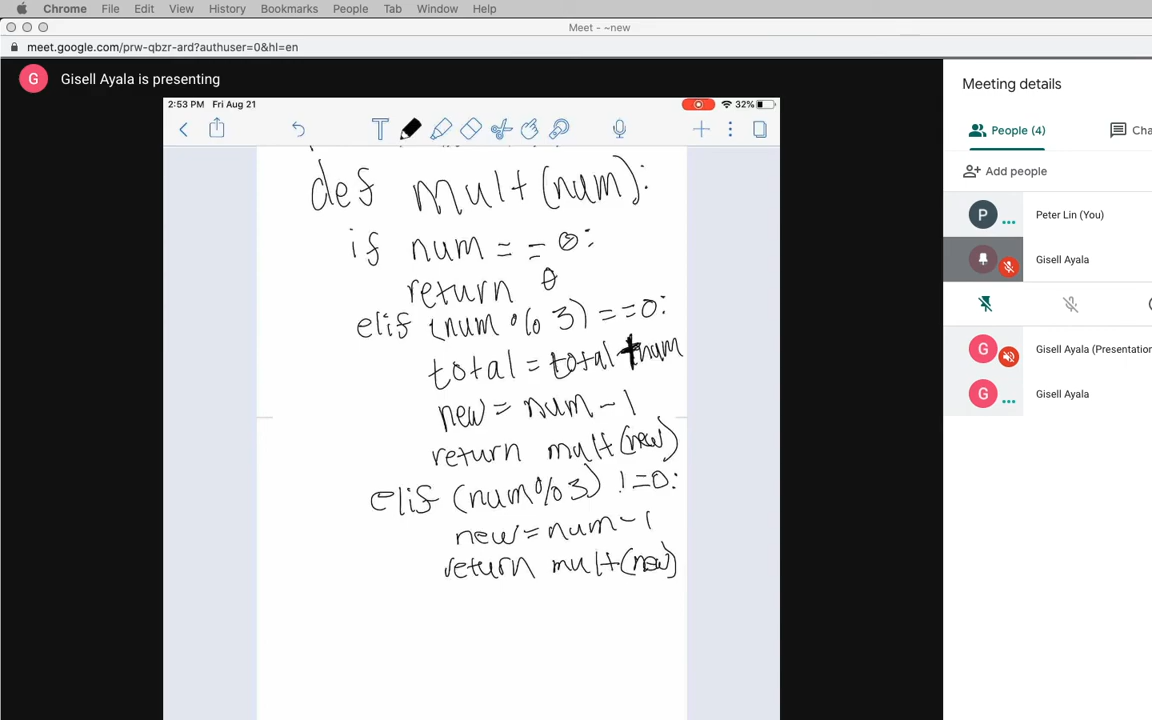 Chrome File Edit View History Bookmarks People Tab Window Help
Meet - ~new
meet.google.com/prw-qbzr-ard?authuser=0&hl=en
G Gisell Ayala is presenting
2:53 PM Fri Aug 21 32%
def mult(num):
if num == 0:
return 0
elif (num % 3) == 0:
total = total + num
new = num - 1
return mult(new)
elif (num % 3) != 0:
new = num - 1
return mult(new)
Meeting details
People (4) Cha
Add people
P Peter Lin (You)
Gisell Ayala
G Gisell Ayala (Presentation
G Gisell Ayala